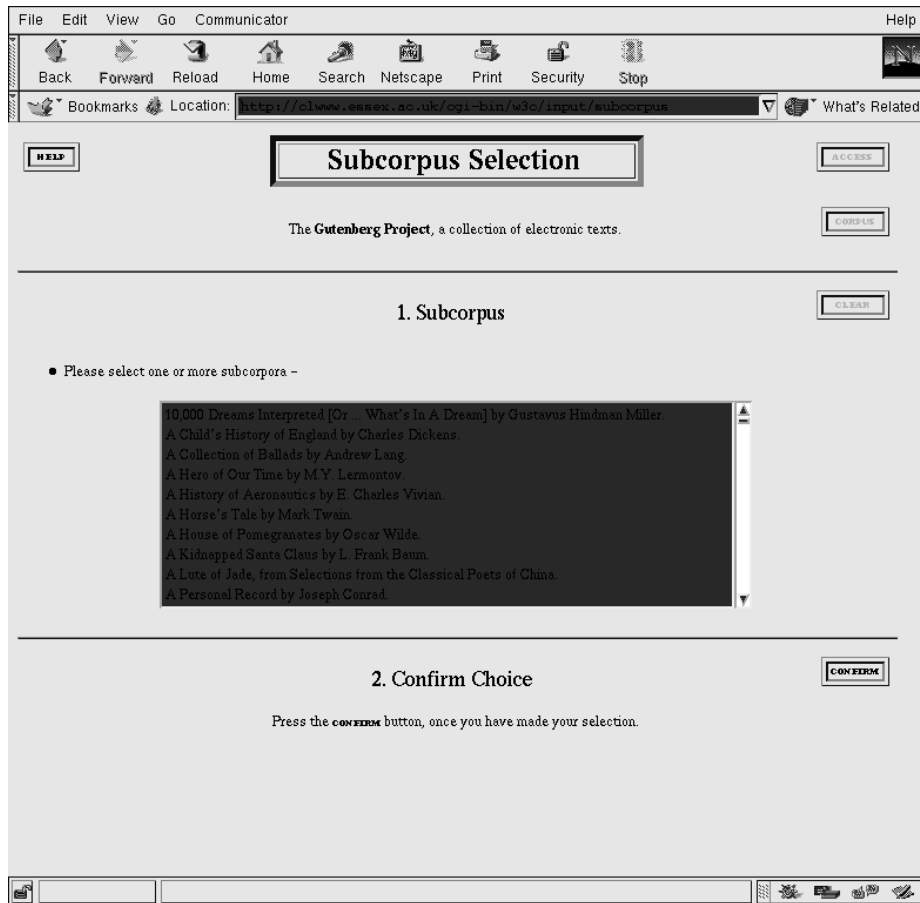 File Edit View Go Communicator Help
Back Forward Reload Home Search Netscape Print Security Stop
Bookmarks Location: http://clwww.essex.ac.uk/cgi-bin/w3c/input/subcorpus What's Related
HELP
Subcorpus Selection
ACCESS
The Gutenberg Project, a collection of electronic texts.
CORPUS
1. Subcorpus
CLEAR
● Please select one or more subcorpora –
10,000 Dreams Interpreted [Or ... What's In A Dream] by Gustavus Hindman Miller.
A Child's History of England by Charles Dickens.
A Collection of Ballads by Andrew Lang.
A Hero of Our Time by M.Y. Lermontov.
A History of Aeronautics by E. Charles Vivian.
A Horse's Tale by Mark Twain.
A House of Pomegranates by Oscar Wilde.
A Kidnapped Santa Claus by L. Frank Baum.
A Lute of Jade, from Selections from the Classical Poets of China.
A Personal Record by Joseph Conrad.
2. Confirm Choice
CONFIRM
Press the CONFIRM button, once you have made your selection.